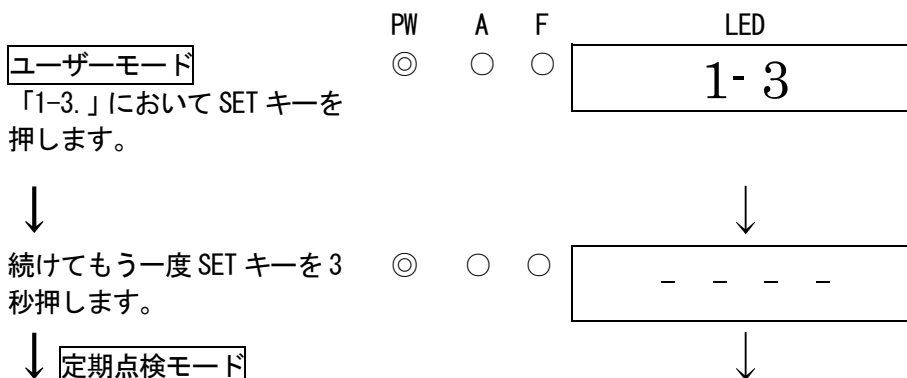 PW A F LED
ユーザーモード ◎ ○ ○ 1- 3
「1-3.」において SET キーを
押します。
↓ ↓
続けてもう一度 SET キーを 3 ◎ ○ ○ - - - -
秒押します。
↓ 定期点検モード ↓